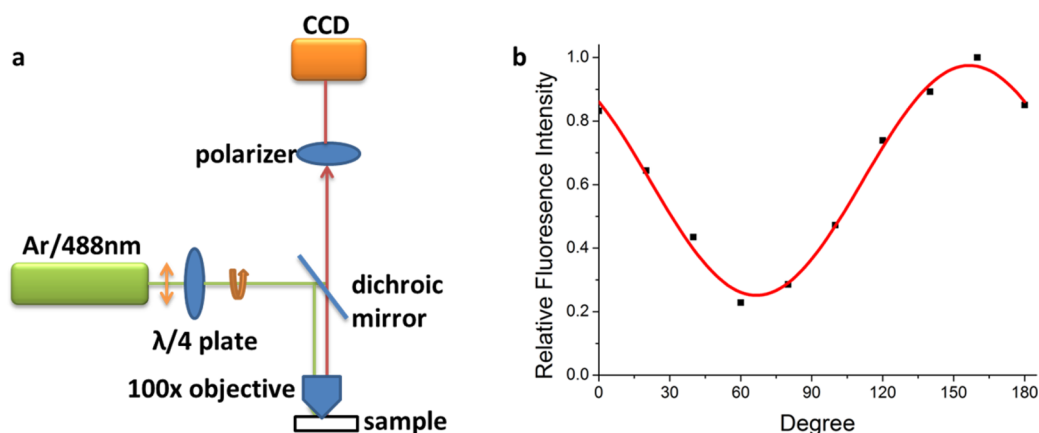 a
CCD
polarizer
Ar/488nm
λ/4 plate
dichroic
mirror
100x objective
sample
b
Relative Fluoresence Intensity
1.0
0.8
0.6
0.4
0.2
0.0
0 30 60 90 120 150 180
Degree